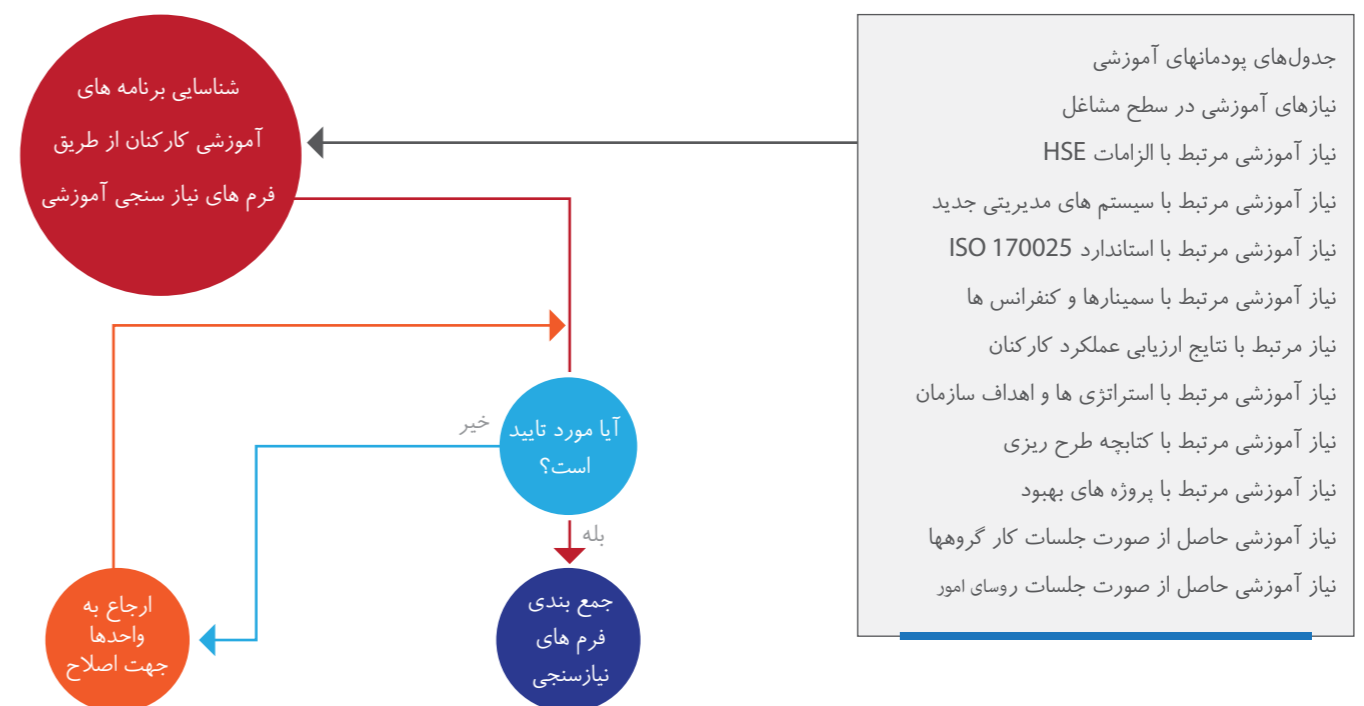 جدول‌های پودمانهای آموزشی
نیازهای آموزشی در سطح مشاغل
نیاز آموزشی مرتبط با الزامات HSE
نیاز آموزشی مرتبط با سیستم های مدیریتی جدید
نیاز آموزشی مرتبط با استاندارد ISO 170025
نیاز آموزشی مرتبط با سمینارها و کنفرانس ها
نیاز مرتبط با نتایج ارزیابی عملکرد کارکنان
نیاز آموزشی مرتبط با استراتژی ها و اهداف سازمان
نیاز آموزشی مرتبط با کتابچه طرح ریزی
نیاز آموزشی مرتبط با پروژه های بهبود
نیاز آموزشی حاصل از صورت جلسات کار گروهها
نیاز آموزشی حاصل از صورت جلسات روسای امور
شناسایی برنامه های
آموزشی کارکنان از طریق
فرم های نیاز سنجی آموزشی
آیا مورد تایید
است؟
خیر
بله
ارجاع به
واحدها
جهت اصلاح
جمع بندی
فرم های
نیازسنجی